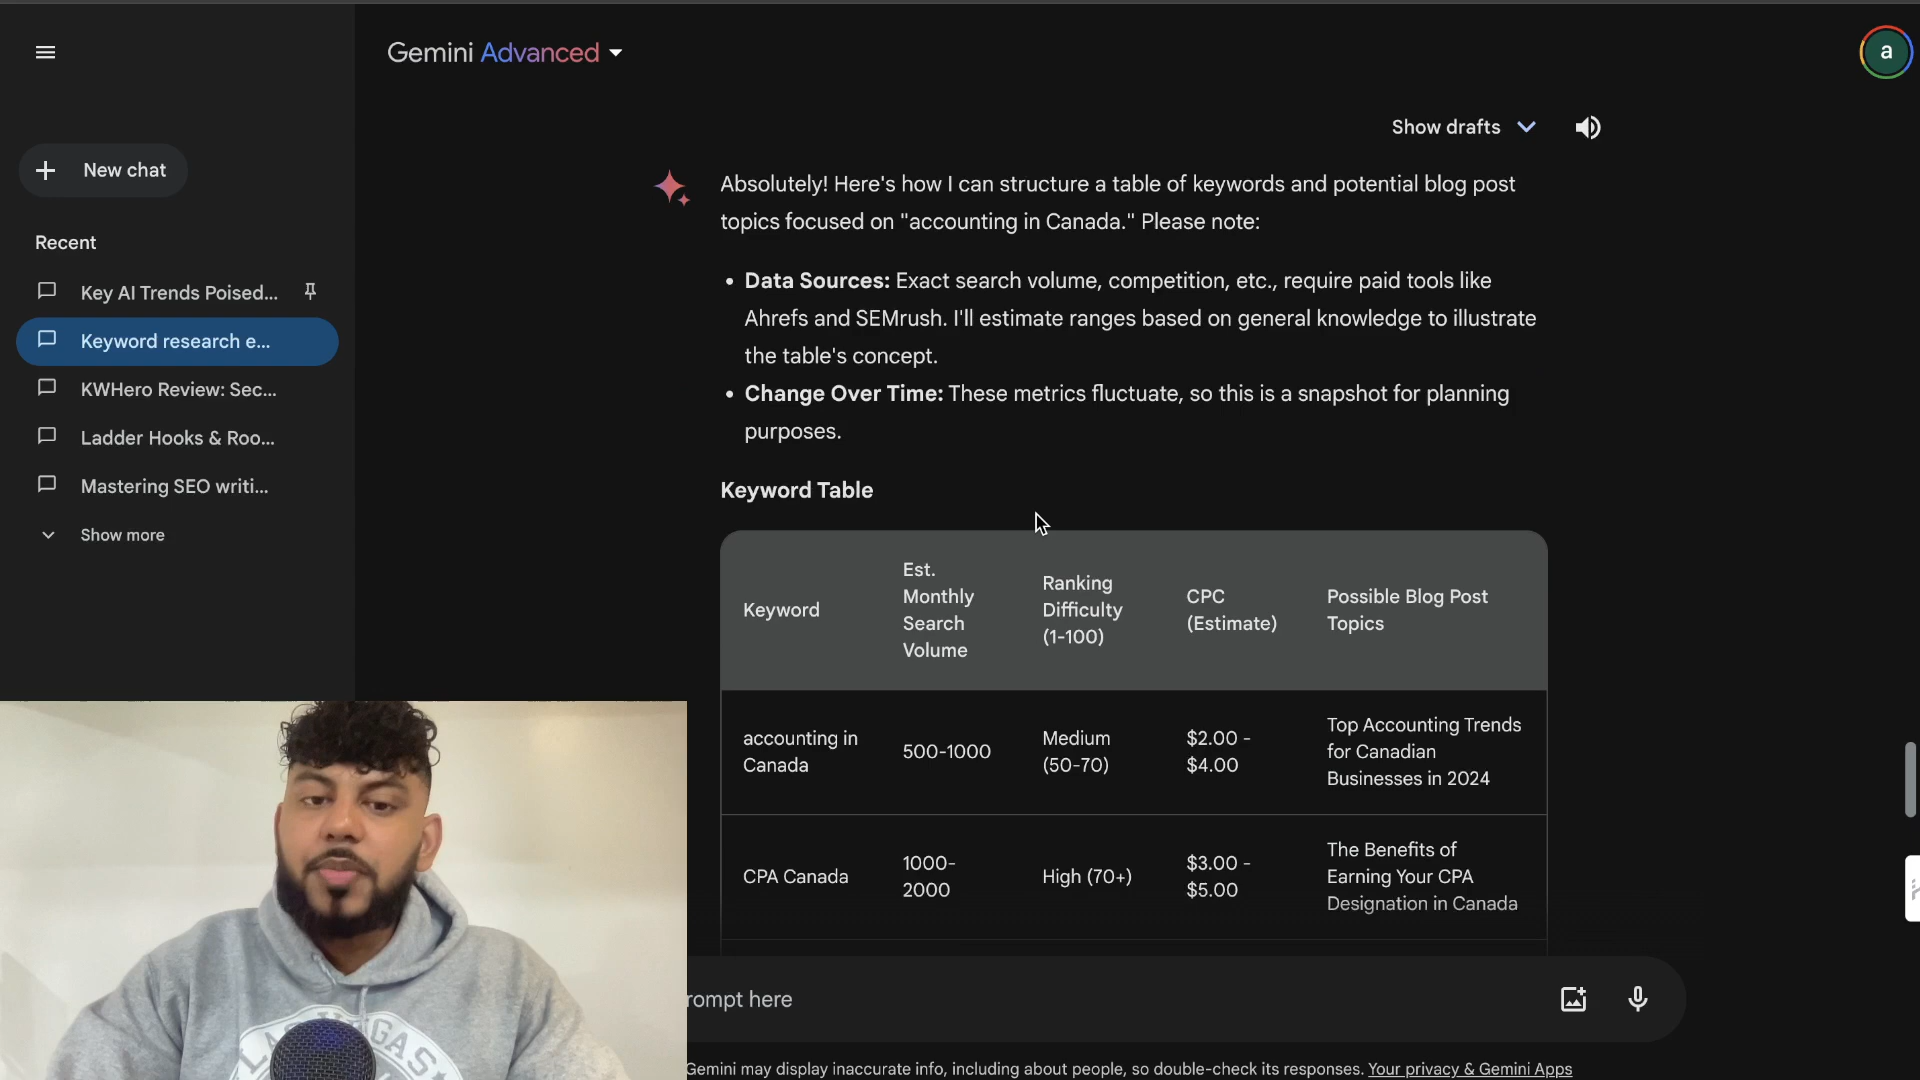 Gemini Advanced
a
Show drafts
New chat
Recent
Key AI Trends Poised...
Keyword research e...
KWHero Review: Sec...
Ladder Hooks & Roo...
Mastering SEO writi...
Show more
Absolutely! Here's how I can structure a table of keywords and potential blog post
topics focused on "accounting in Canada." Please note:
• Data Sources: Exact search volume, competition, etc., require paid tools like
Ahrefs and SEMrush. I'll estimate ranges based on general knowledge to illustrate
the table's concept.
• Change Over Time: These metrics fluctuate, so this is a snapshot for planning
purposes.
Keyword Table
Keyword
Est.
Monthly
Search
Volume
Ranking
Difficulty
(1-100)
CPC
(Estimate)
Possible Blog Post
Topics
accounting in
Canada
500-1000
Medium
(50-70)
$2.00 -
$4.00
Top Accounting Trends
for Canadian
Businesses in 2024
CPA Canada
1000-
2000
High (70+)
$3.00 -
$5.00
The Benefits of
Earning Your CPA
Designation in Canada
rompt here
Gemini may display inaccurate info, including about people, so double-check its responses. Your privacy & Gemini Apps